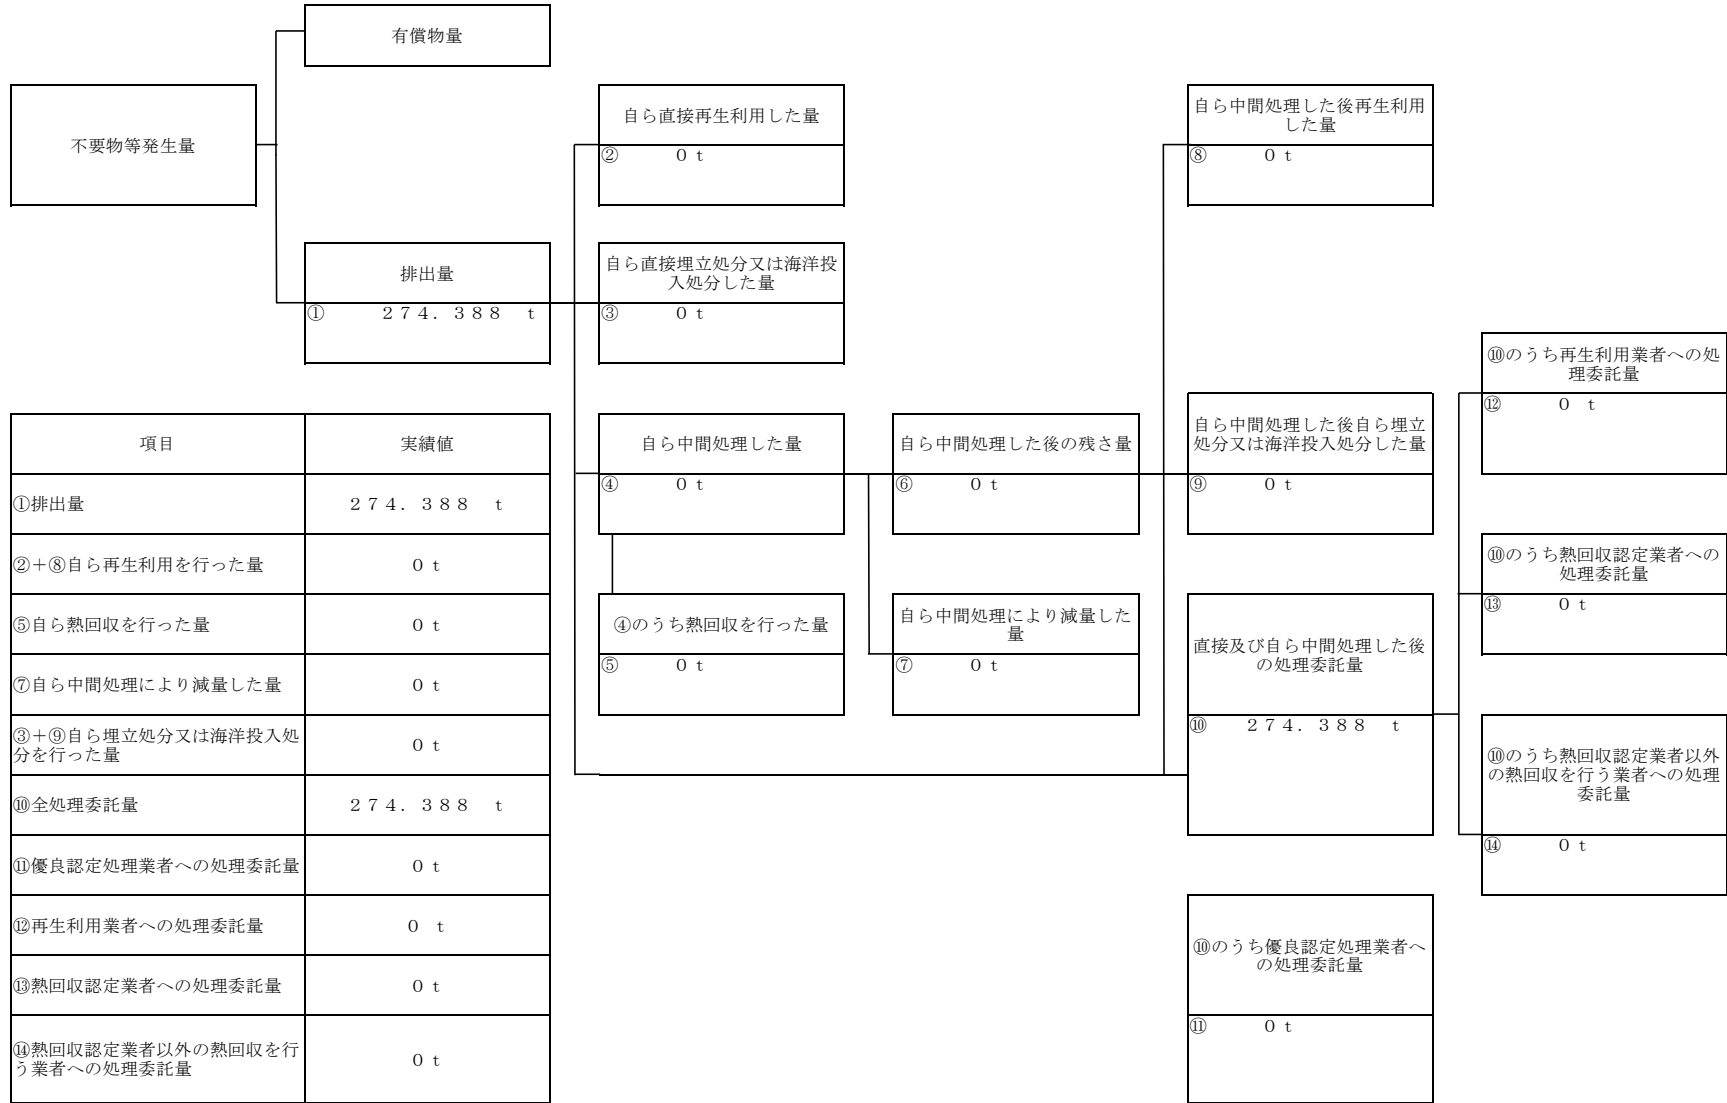 有償物量
不要物等発生量
自ら直接再生利用した量
② 0 t
自ら中間処理した後再生利用
した量
⑧ 0 t
排出量
① 274.388 t
自ら直接埋立処分又は海洋投
入処分した量
③ 0 t
⑩のうち再生利用業者への処
理委託量
⑫ 0 t
自ら中間処理した量
④ 0 t
自ら中間処理した後の残さ量
⑥ 0 t
自ら中間処理した後自ら埋立
処分又は海洋投入処分した量
⑨ 0 t
⑩のうち熱回収認定業者への
処理委託量
⑬ 0 t
④のうち熱回収を行った量
⑤ 0 t
自ら中間処理により減量した
量
⑦ 0 t
直接及び自ら中間処理した後
の処理委託量
⑩ 274.388 t
⑩のうち熱回収認定業者以外
の熱回収を行う業者への処理
委託量
⑭ 0 t
⑩のうち優良認定処理業者へ
の処理委託量
⑪ 0 t
項目 実績値
①排出量 274.388 t
②+⑧自ら再生利用を行った量 0 t
⑤自ら熱回収を行った量 0 t
⑦自ら中間処理により減量した量 0 t
③+⑨自ら埋立処分又は海洋投入処
分を行った量 0 t
⑩全処理委託量 274.388 t
⑪優良認定処理業者への処理委託量 0 t
⑫再生利用業者への処理委託量 0 t
⑬熱回収認定業者への処理委託量 0 t
⑭熱回収認定業者以外の熱回収を行
う業者への処理委託量 0 t